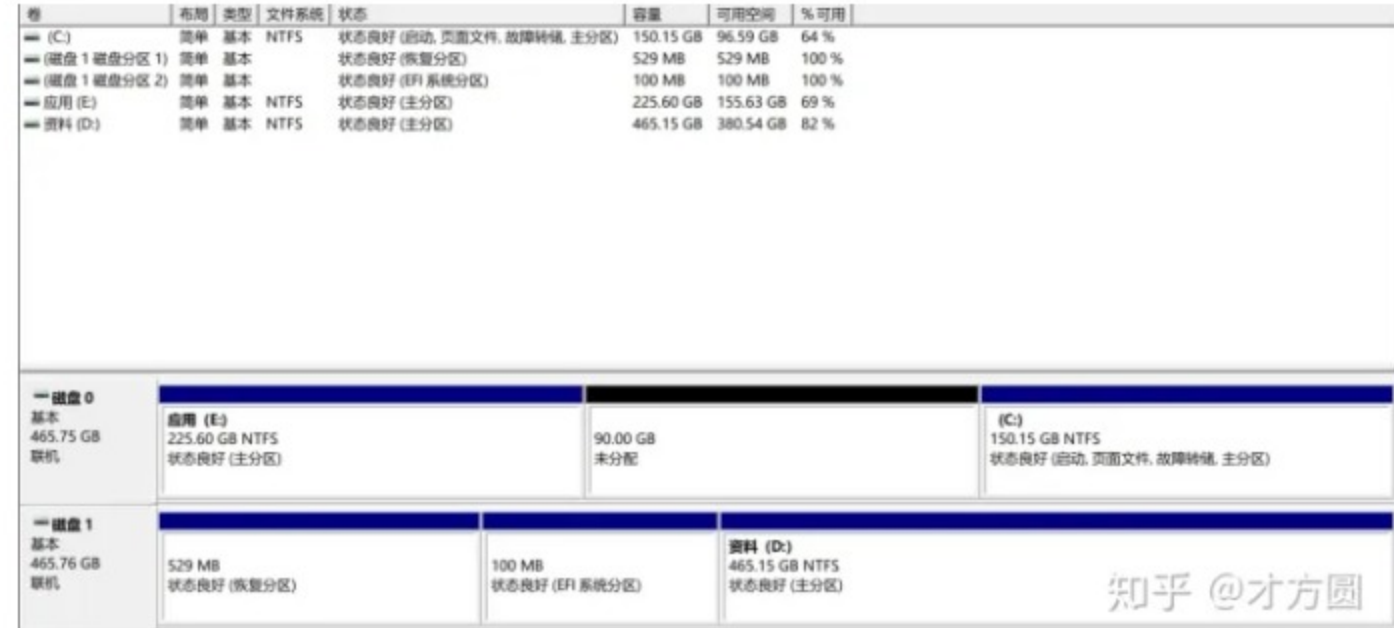 卷 布局 类型 文件系统 状态 容量 可用空间 % 可用
(C:) 简单 基本 NTFS 状态良好 (启动, 页面文件, 故障转储, 主分区) 150.15 GB 96.59 GB 64 %
(磁盘 1 磁盘分区 1) 简单 基本 状态良好 (恢复分区) 529 MB 529 MB 100 %
(磁盘 1 磁盘分区 2) 简单 基本 状态良好 (EFI 系统分区) 100 MB 100 MB 100 %
应用 (E:) 简单 基本 NTFS 状态良好 (主分区) 225.60 GB 155.63 GB 69 %
资料 (D:) 简单 基本 NTFS 状态良好 (主分区) 465.15 GB 380.54 GB 82 %
磁盘 0
基本
465.75 GB
联机
应用 (E:)
225.60 GB NTFS
状态良好 (主分区)
90.00 GB
未分配
(C:)
150.15 GB NTFS
状态良好 (启动, 页面文件, 故障转储, 主分区)
磁盘 1
基本
465.76 GB
联机
529 MB
状态良好 (恢复分区)
100 MB
状态良好 (EFI 系统分区)
资料 (D:)
465.15 GB NTFS
状态良好 (主分区)
知乎 @才方圆